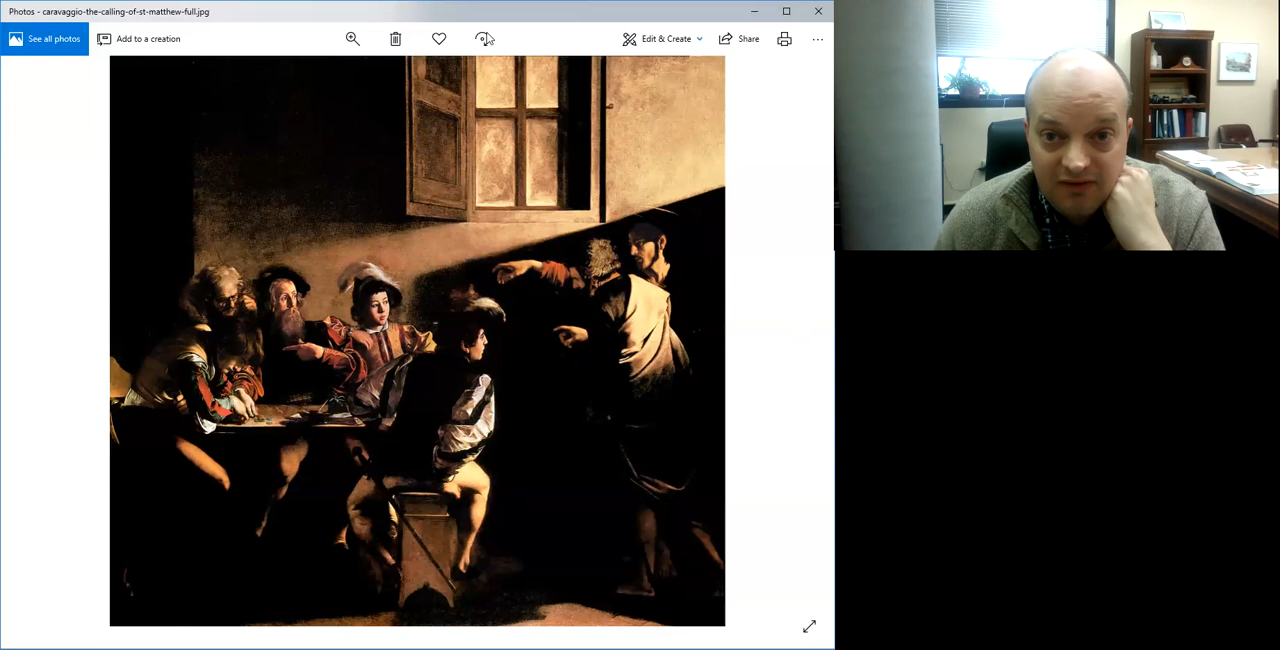 Photos - caravaggio-the-calling-of-st-matthew-full.jpg
See all photos
Add to a creation
Edit & Create
Share